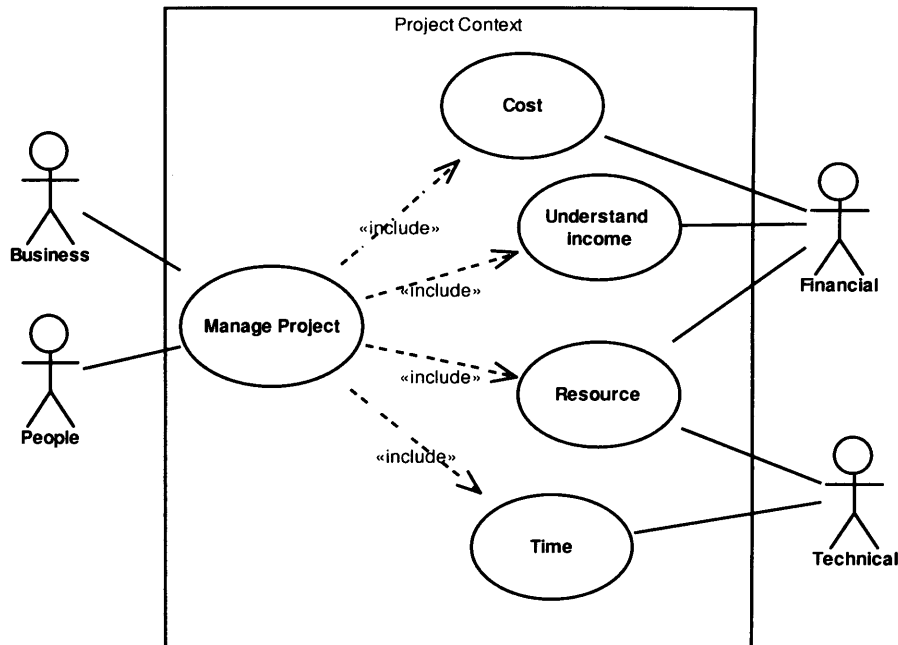 Project Context
Cost
«include»
Understand
income
Business
Financial
«include»
Manage Project
«include»
Resource
People
«include»
Time
Technical